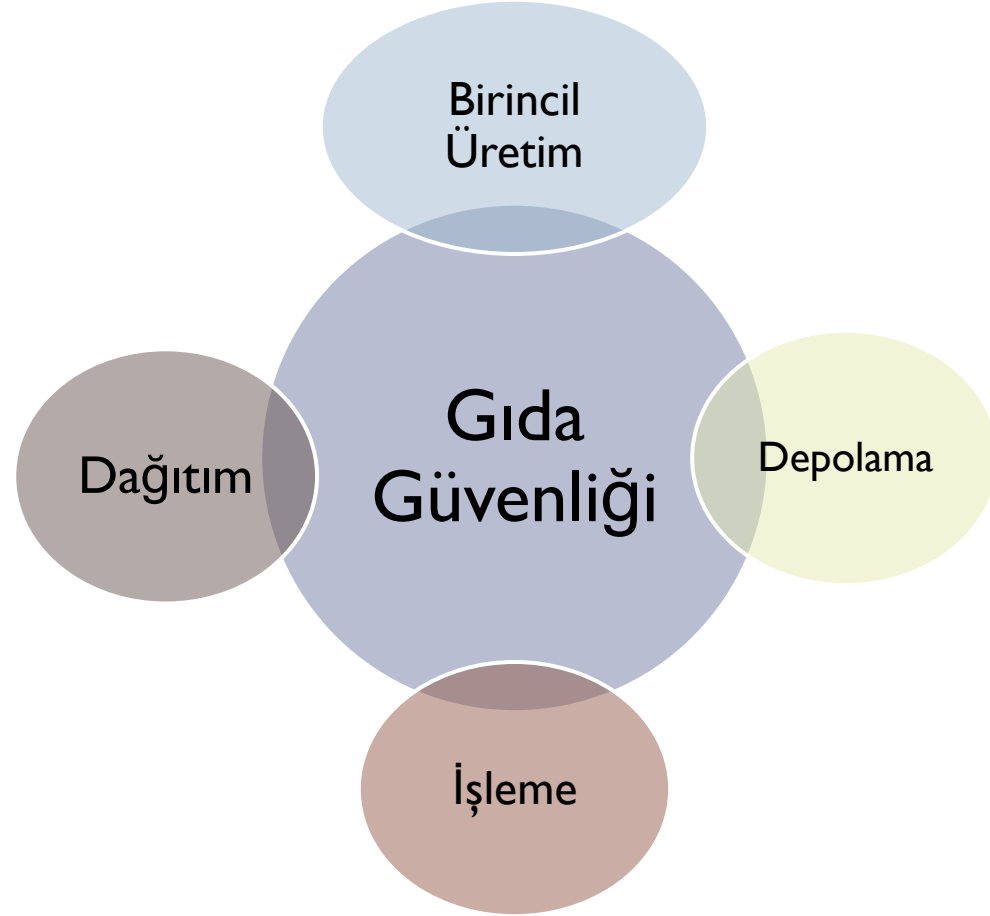 Birincil
Üretim
Gıda
Güvenliği
Dağıtım
Depolama
İşleme